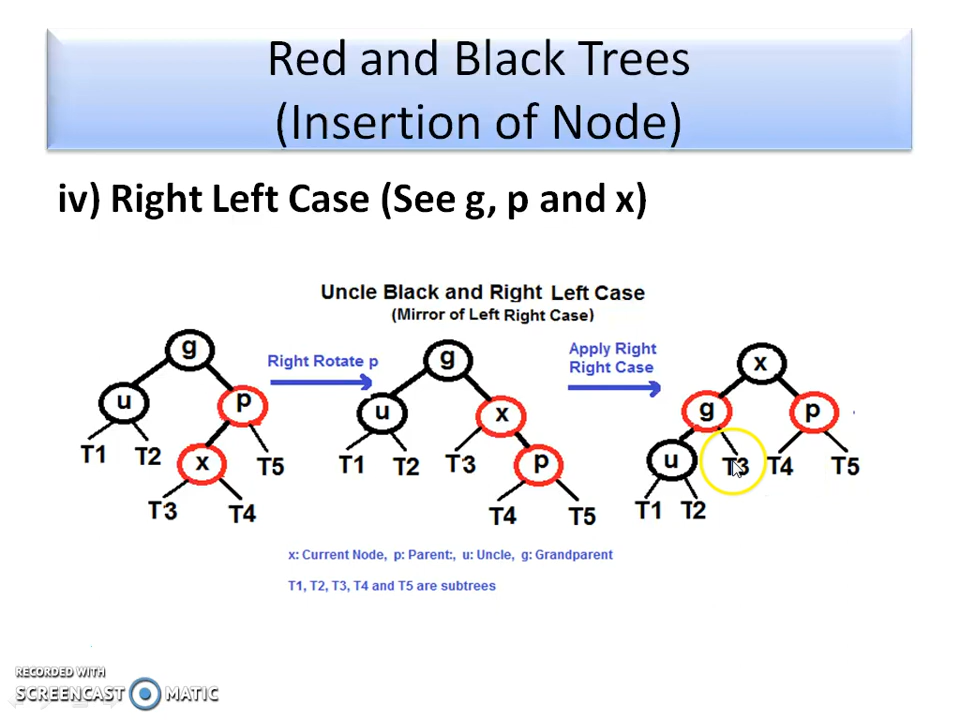 Red and Black Trees
(Insertion of Node)
iv) Right Left Case (See g, p and x)
Uncle Black and Right Left Case
(Mirror of Left Right Case)
g
u
p
T1
T2
x
T5
T3
T4
Right Rotate p
g
u
x
T1
T2
T3
p
T4
T5
Apply Right
Right Case
x
g
p
u
T3
T4
T5
T1
T2
x: Current Node, p: Parent:, u: Uncle, g: Grandparent
T1, T2, T3, T4 and T5 are subtrees
RECORDED WITH
SCREENCAST MATIC